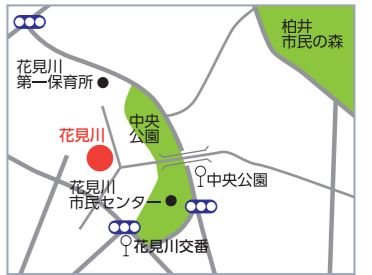 柏井
市民の森
花見川
第一保育所
中央
公園
花見川
中央公園
花見川
市民センター
花見川交番